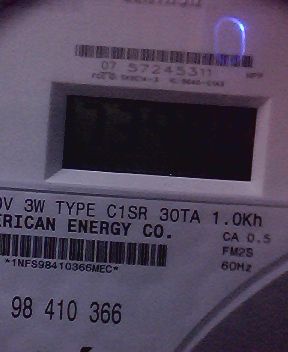 07 57245311
0V 3W TYPE C1SR 30TA 1.0Kh
ERICAN ENERGY CO.
CA 0.5
FM2S
60Hz
*1NFS98410366MEC*
98 410 366